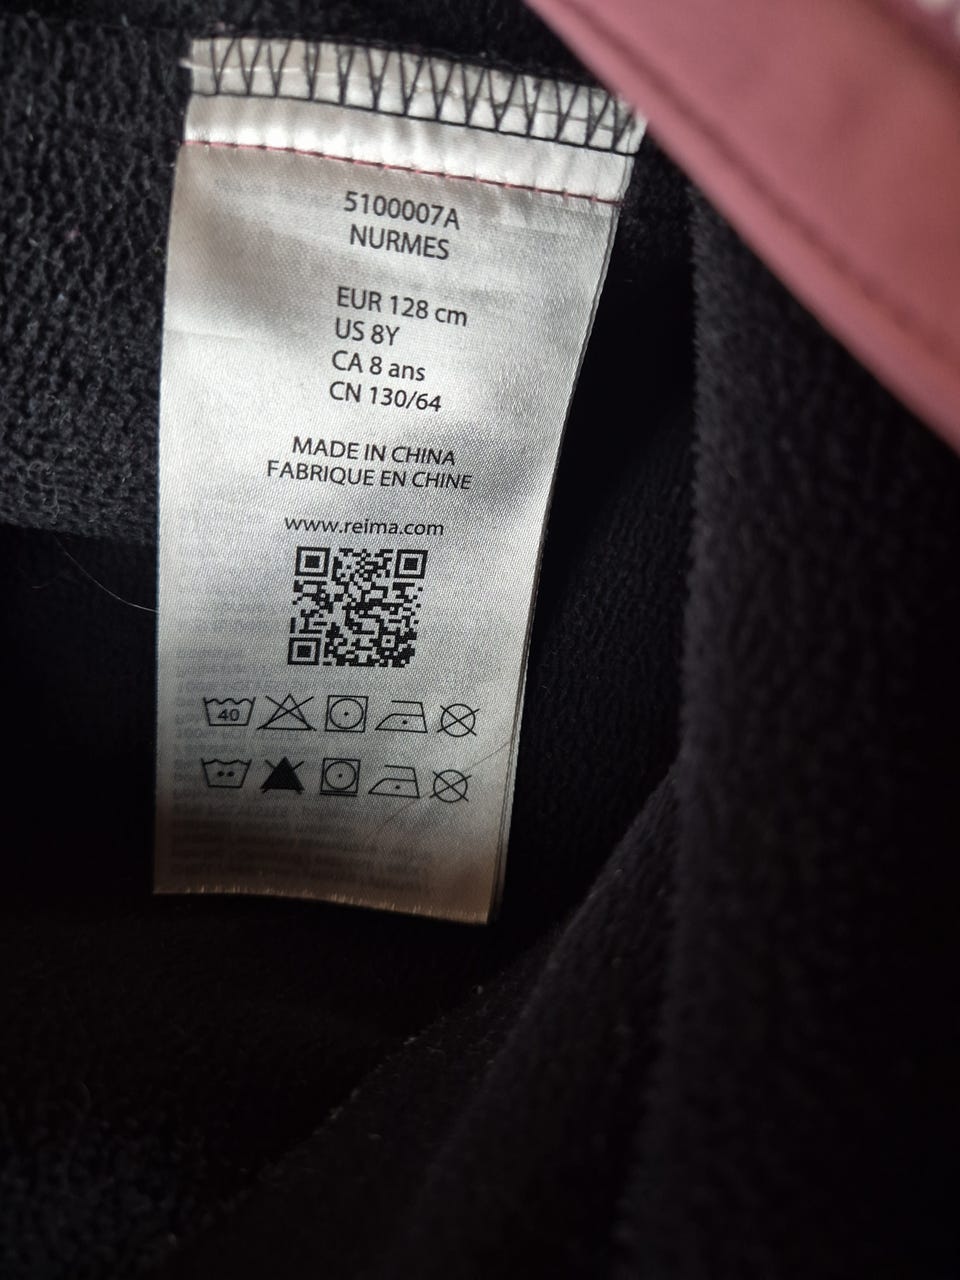 5100007A
NURMES
EUR 128 cm
US 8Y
CA 8 ans
CN 130/64
MADE IN CHINA
FABRIQUE EN CHINE
www.reima.com
40